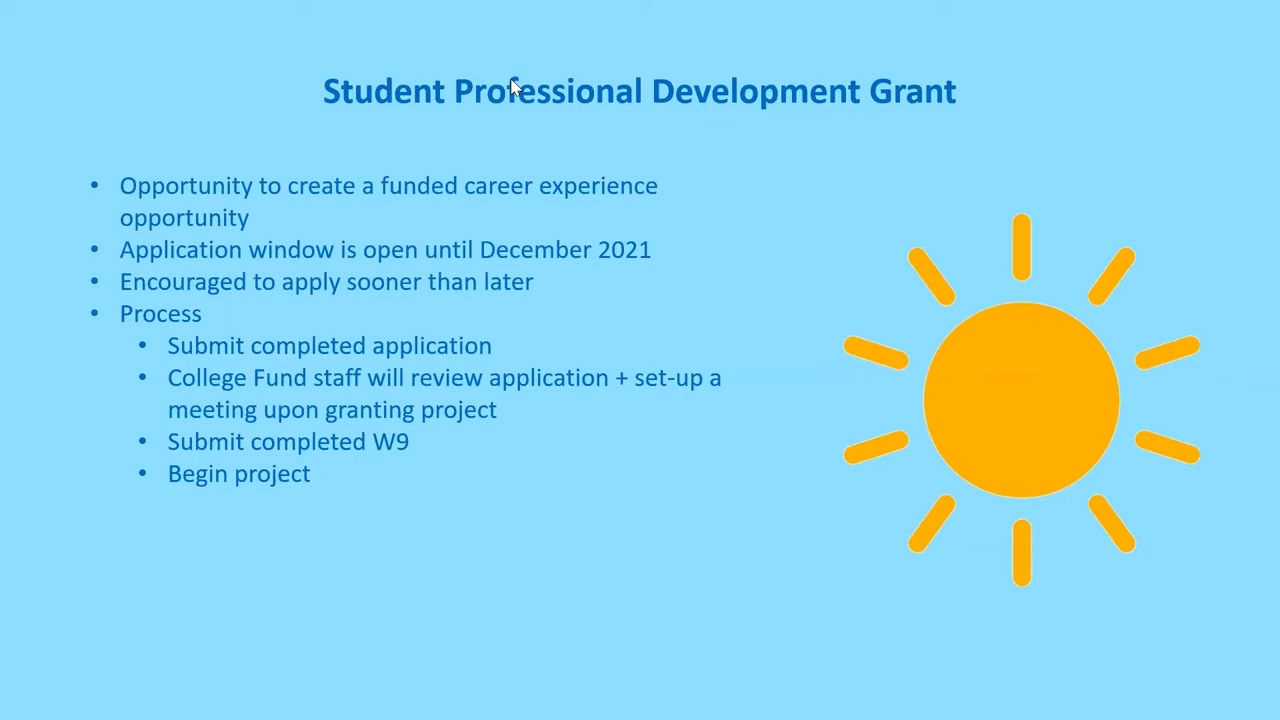 Student Professional Development Grant
• Opportunity to create a funded career experience
opportunity
• Application window is open until December 2021
• Encouraged to apply sooner than later
• Process
• Submit completed application
• College Fund staff will review application + set-up a
meeting upon granting project
• Submit completed W9
• Begin project